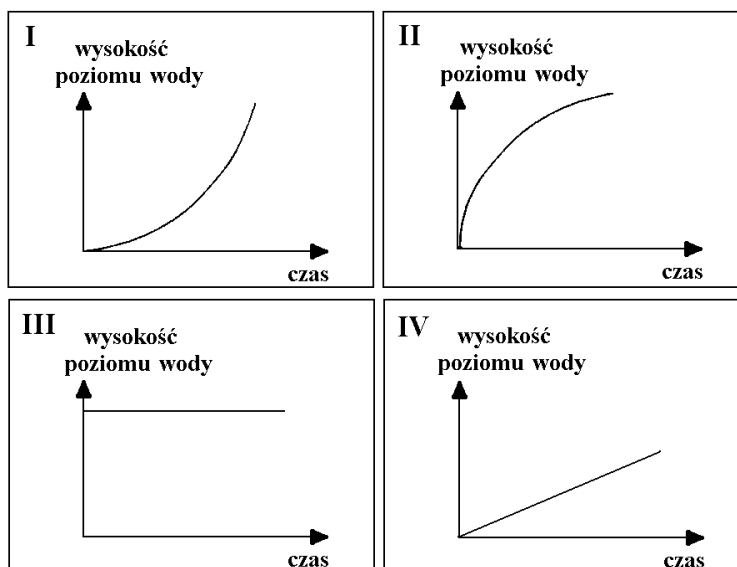 I
wysokość
poziomu wody
czas
II
wysokość
poziomu wody
czas
III
wysokość
poziomu wody
czas
IV
wysokość
poziomu wody
czas